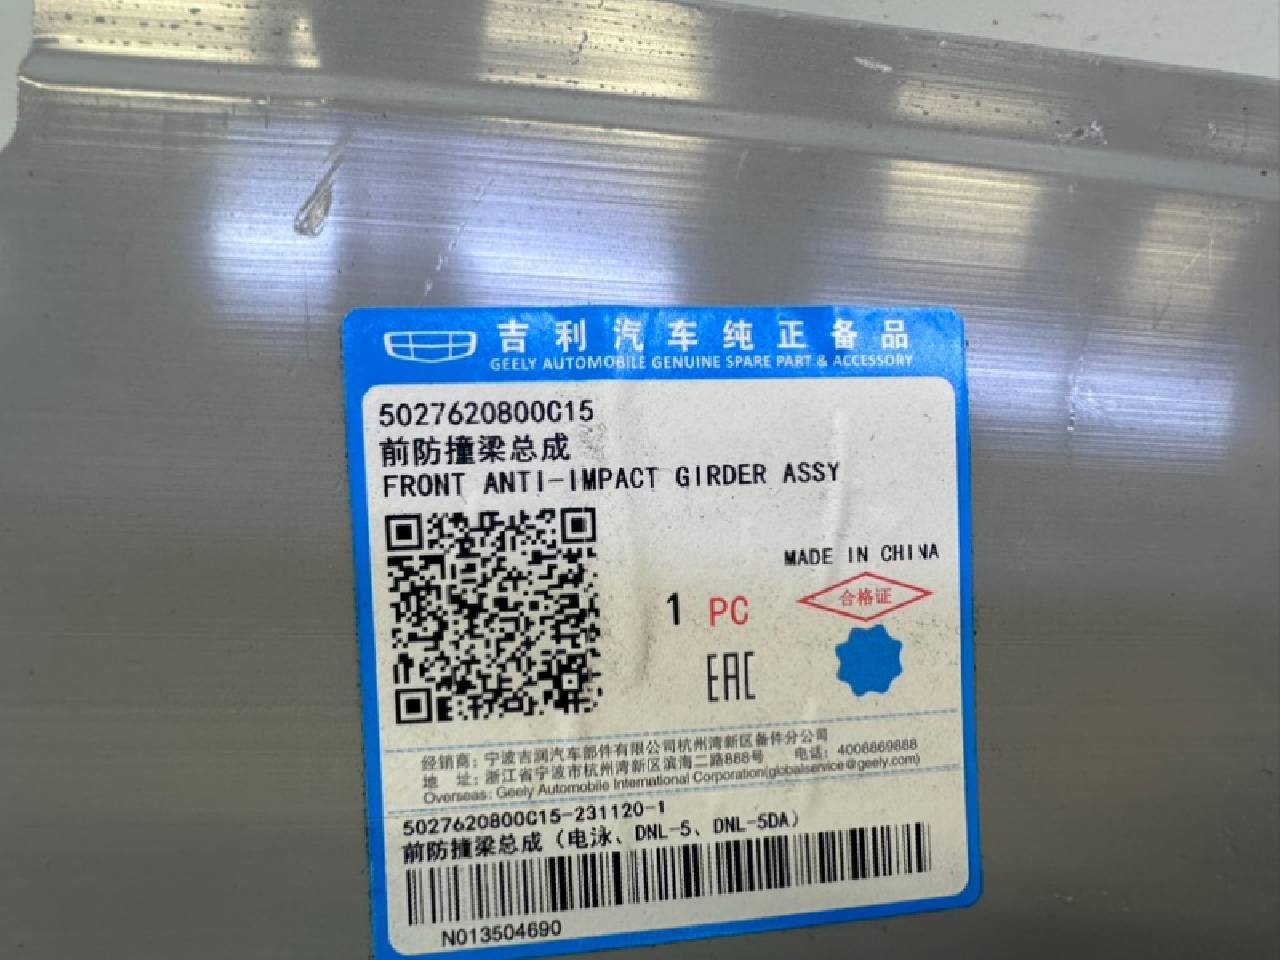 吉利汽车纯正备品
GEELY AUTOMOBILE GENUINE SPARE PART & ACCESSORY
5027620800C15
前防撞梁总成
FRONT ANTI-IMPACT GIRDER ASSY
MADE IN CHINA
合格证
1 PC
EAC
经销商：宁波吉润汽车部件有限公司杭州湾新区备件分公司
地 址：浙江省宁波市杭州湾新区滨海二路888号 电话：4008869888
Overseas: Geely Automobile International Corporation(globalservice@geely.com)
5027620800C15-231120-1
前防撞梁总成（电泳、DNL-5、DNL-5DA）
N013504690